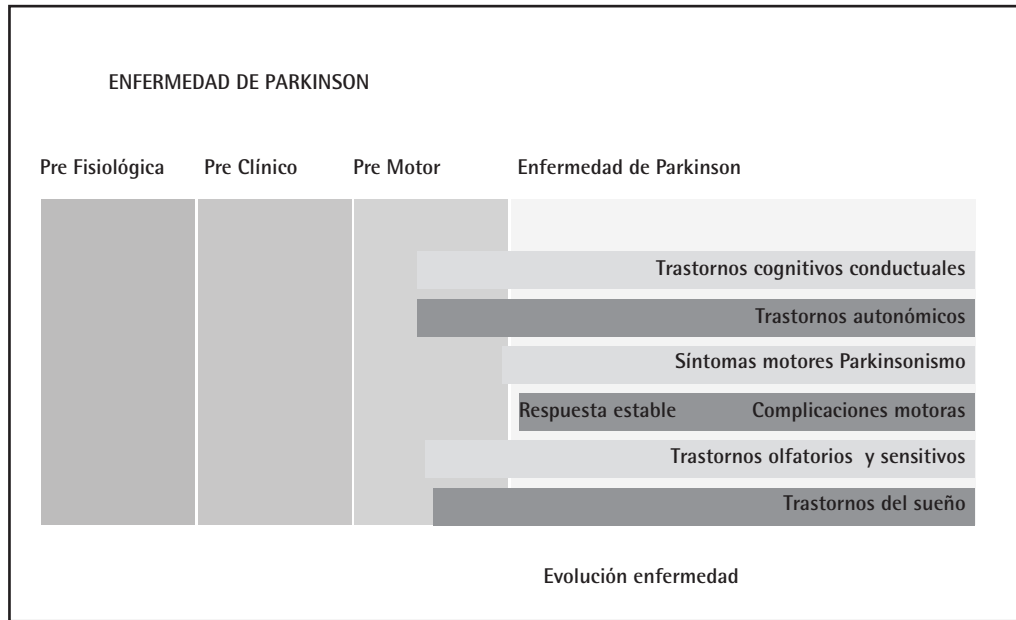 ENFERMEDAD DE PARKINSON
Pre Fisiológica Pre Clínico Pre Motor Enfermedad de Parkinson
Trastornos cognitivos conductuales
Trastornos autonómicos
Síntomas motores Parkinsonismo
Respuesta estable Complicaciones motoras
Trastornos olfatorios y sensitivos
Trastornos del sueño
Evolución enfermedad